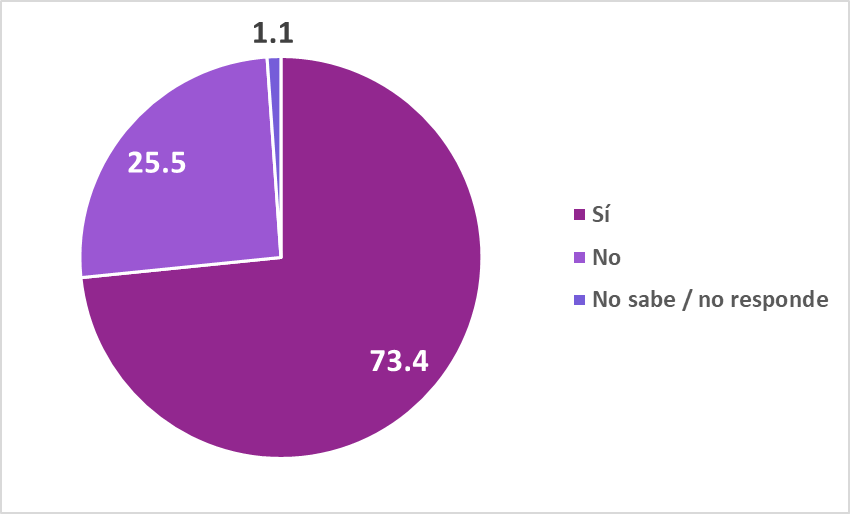 1.1
25.5
73.4
Sí
No
No sabe / no responde